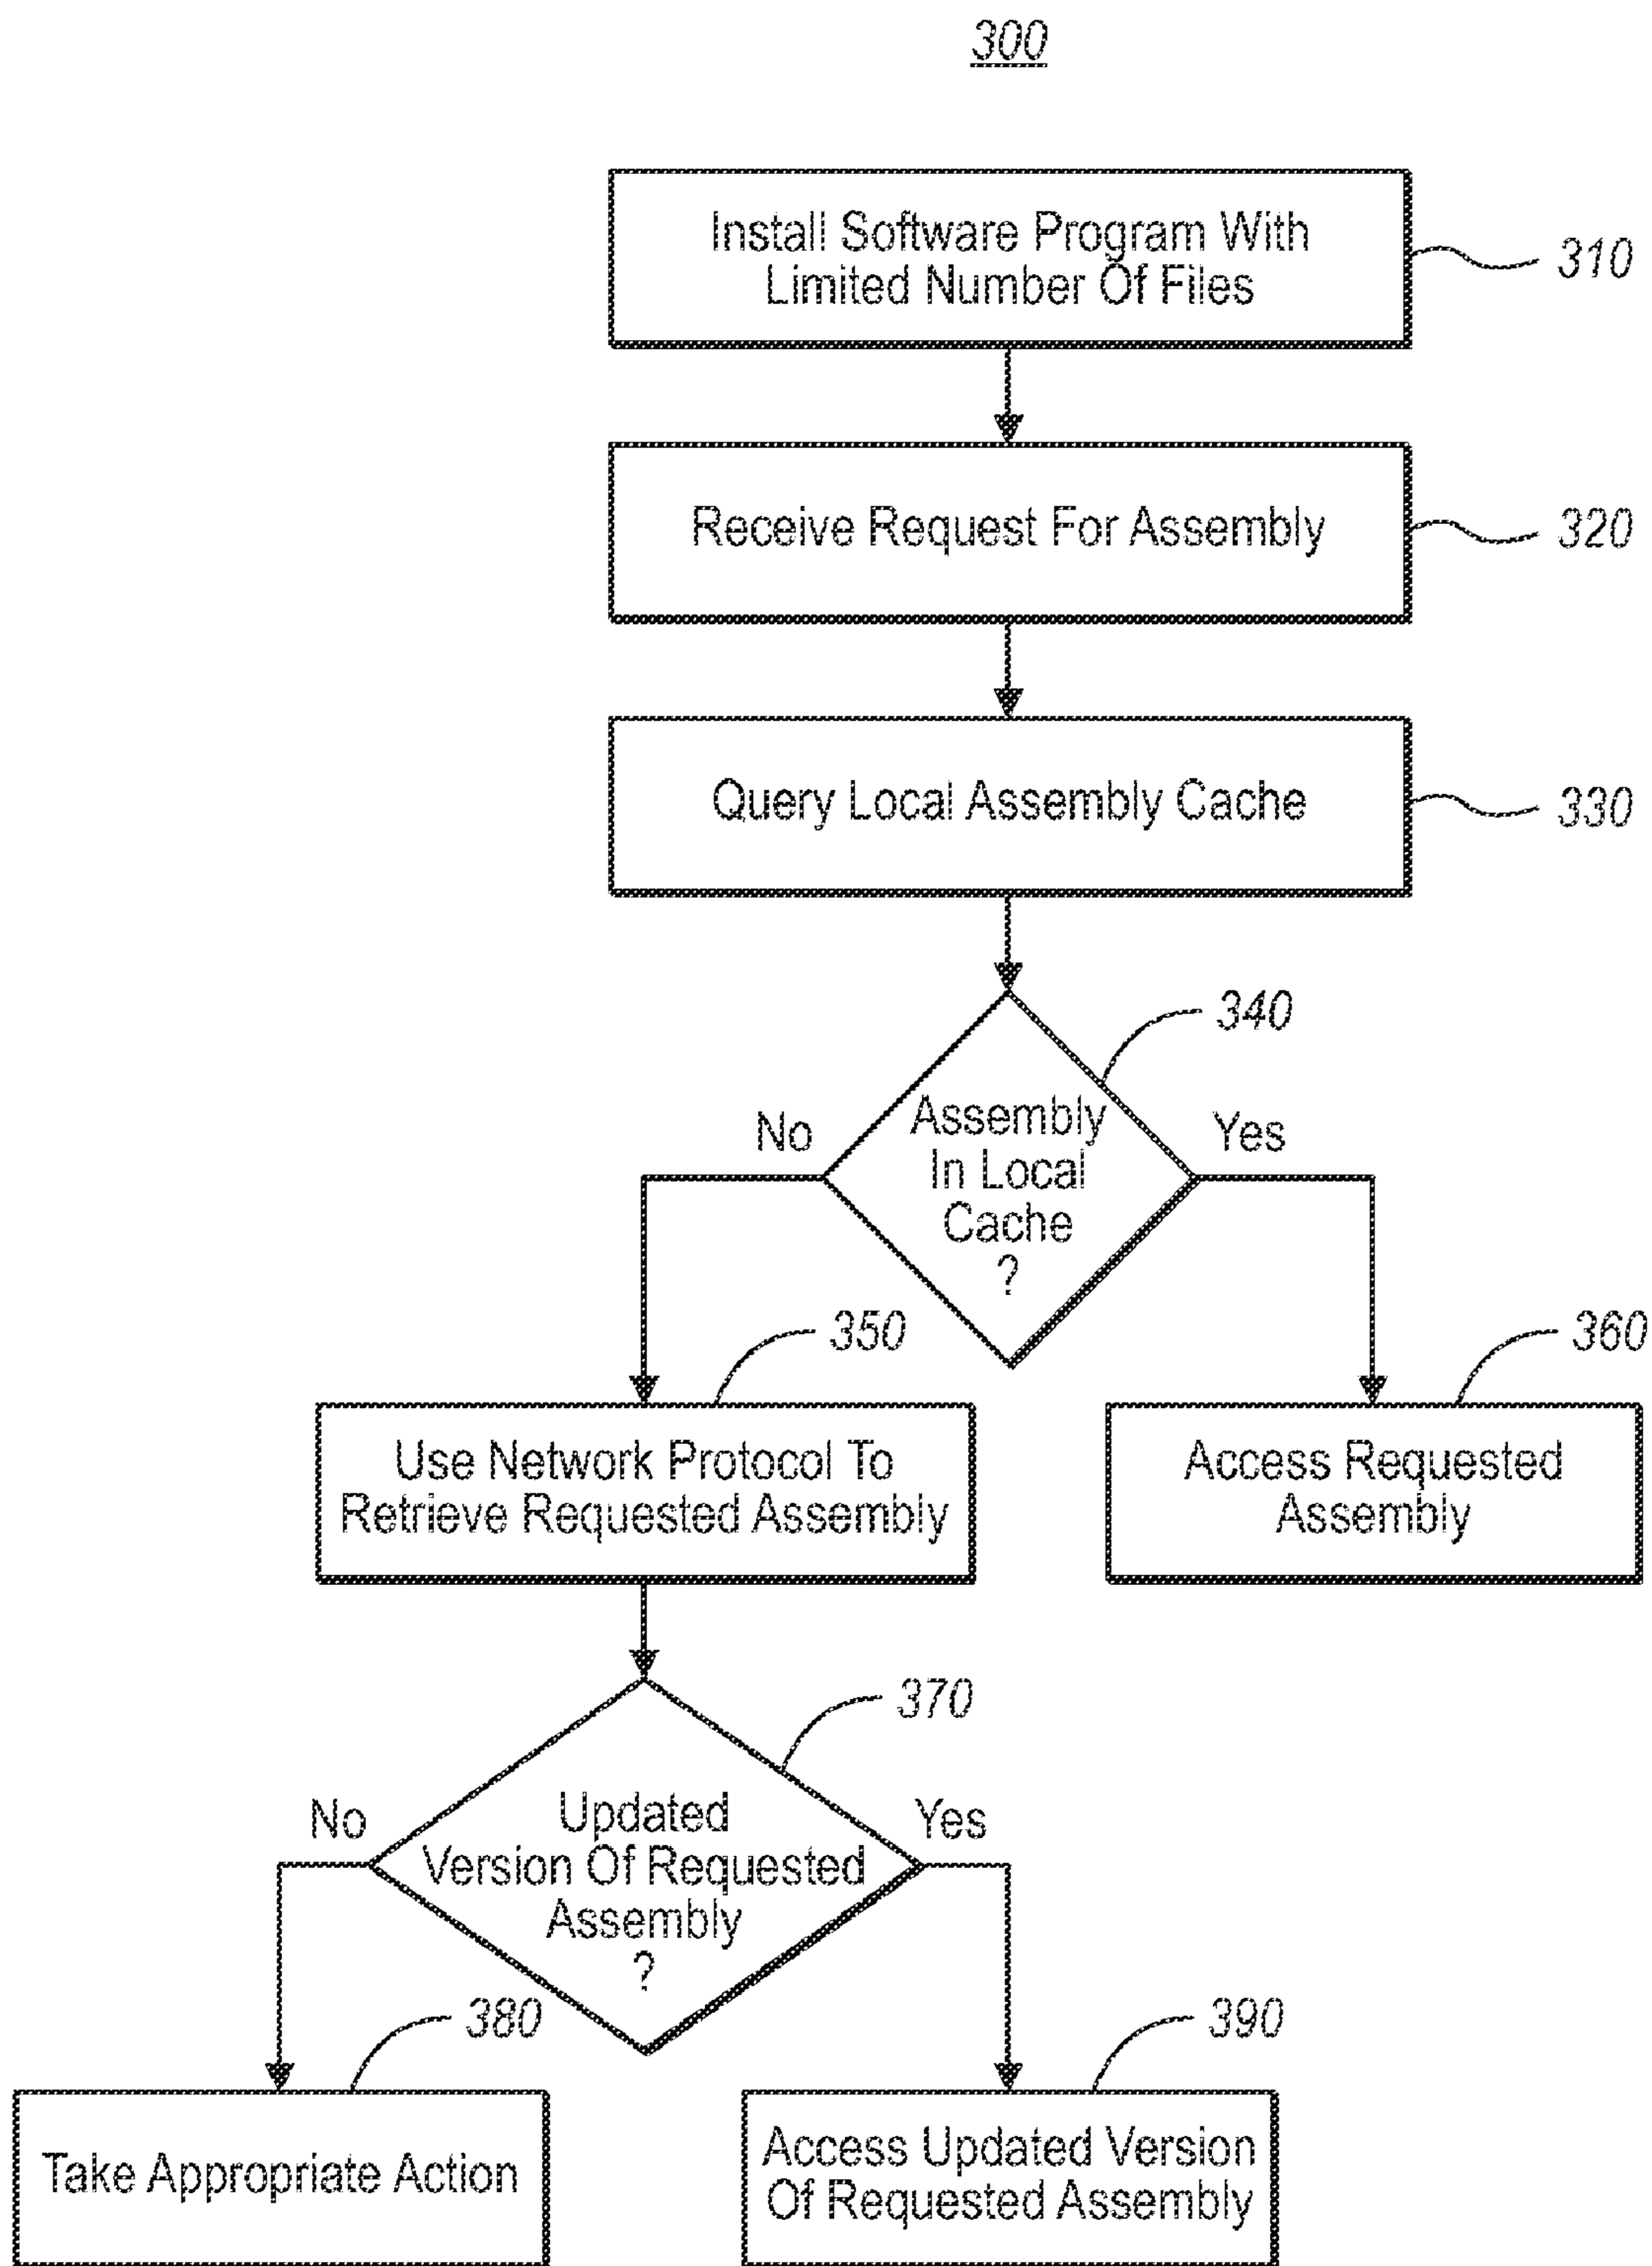 300
Install Software Program With
Limited Number Of Files
310
Receive Request For Assembly
320
Query Local Assembly Cache
330
340
Assembly
In Local
Cache
?
No
Yes
350
Use Network Protocol To
Retrieve Requested Assembly
360
Access Requested
Assembly
370
Updated
Version Of Requested
Assembly
?
No
Yes
380
Take Appropriate Action
390
Access Updated Version
Of Requested Assembly